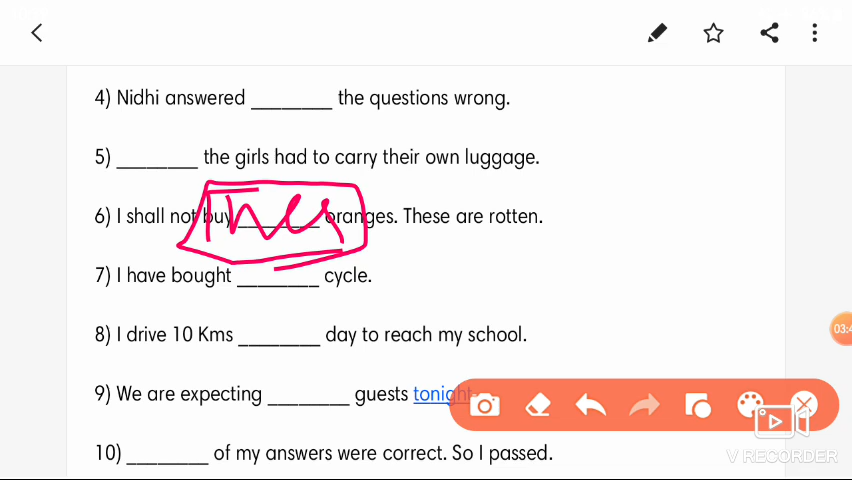 4) Nidhi answered ________ the questions wrong.
5) ________ the girls had to carry their own luggage.
6) I shall not buy ________ oranges. These are rotten.
7) I have bought ________ cycle.
8) I drive 10 Kms ________ day to reach my school.
03:4
9) We are expecting ________ guests tonight
10) ________ of my answers were correct. So I passed.
V RECORDER